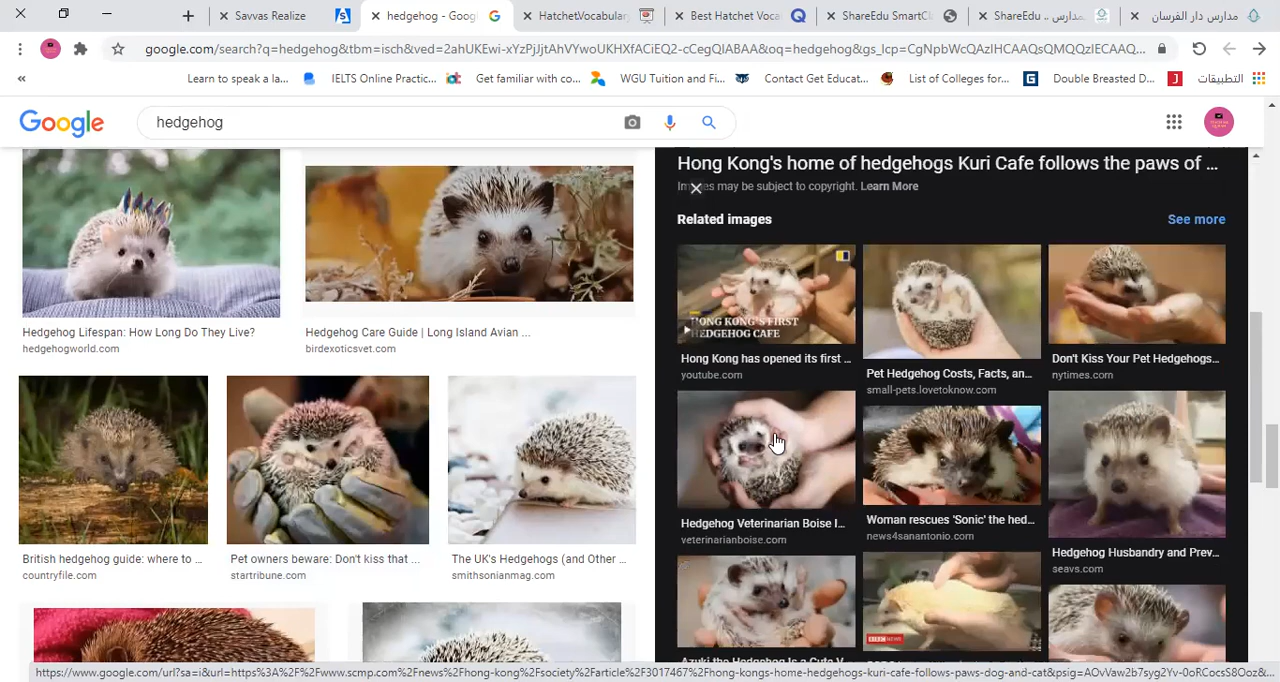 Savvas Realize
hedgehog - Goog
HatchetVocabulary
Best Hatchet Voca
ShareEdu SmartCl
ShareEdu .. مدارس
مدارس دار الفرسان
google.com/search?q=hedgehog&tbm=isch&ved=2ahUKEwi-xYzPjJjtAhVYwoUKHXfACiEQ2-cCegQIABAA&oq=hedgehog&gs_lcp=CgNpbWcQAzIHCAAQsQMQQzIECAAQ...
Learn to speak a la...
IELTS Online Practic...
Get familiar with co...
WGU Tuition and Fi...
Contact Get Educat...
List of Colleges for...
Double Breasted D...
التطبيقات
Google
hedgehog
Hong Kong's home of hedgehogs Kuri Cafe follows the paws of ...
Images may be subject to copyright. Learn More
Related images
See more
HONG KONG'S FIRST
HEDGEHOG CAFE
Hedgehog Lifespan: How Long Do They Live?
hedgehogworld.com
Hedgehog Care Guide | Long Island Avian ...
birdexoticsvet.com
Hong Kong has opened its first ...
youtube.com
Pet Hedgehog Costs, Facts, an...
small-pets.lovetoknow.com
Don't Kiss Your Pet Hedgehogs...
nytimes.com
British hedgehog guide: where to ...
countryfile.com
Pet owners beware: Don't kiss that ...
startribune.com
The UK's Hedgehogs (and Other ...
smithsonianmag.com
Hedgehog Veterinarian Boise I...
veterinarianboise.com
Woman rescues 'Sonic' the hed...
news4sanantonio.com
Hedgehog Husbandry and Prev...
seavs.com
BBC NEWS
Azuki the Hedgehog Is a Cute V
https://www.google.com/url?sa=i&url=https%3A%2F%2Fwww.scmp.com%2Fnews%2Fhong-kong%2Fsociety%2Farticle%2F3017467%2Fhong-kongs-home-hedgehogs-kuri-cafe-follows-paws-dog-and-cat&psig=AOvVaw2b7syg2Yv-0oRCocsS8Ooz&...